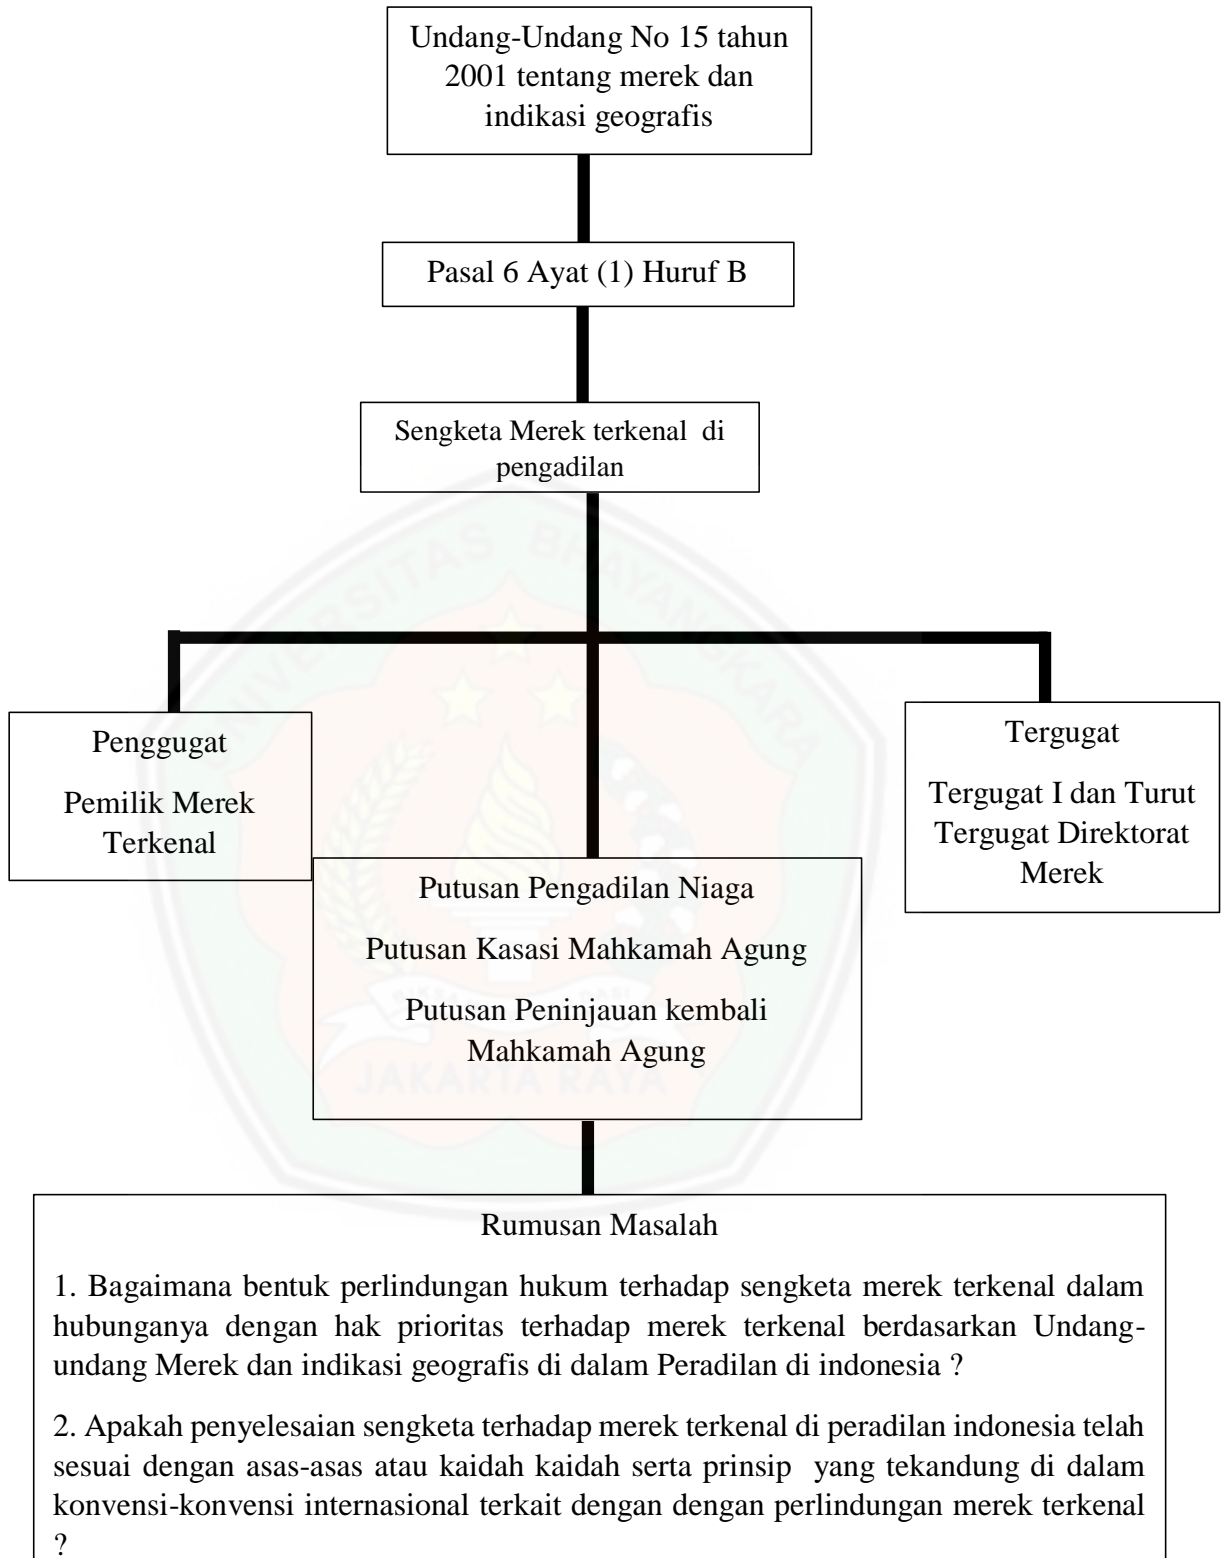 Undang-Undang No 15 tahun
2001 tentang merek dan
indikasi geografis
Pasal 6 Ayat (1) Huruf B
Sengketa Merek terkenal di
pengadilan
Penggugat
Pemilik Merek
Terkenal
Tergugat
Tergugat I dan Turut
Tergugat Direktorat
Merek
Putusan Pengadilan Niaga
Putusan Kasasi Mahkamah Agung
Putusan Peninjauan kembali
Mahkamah Agung
UNIVERSITAS BHAYANGKARA
JAKARTA RAYA
Rumusan Masalah
1. Bagaimana bentuk perlindungan hukum terhadap sengketa merek terkenal dalam
hubunganya dengan hak prioritas terhadap merek terkenal berdasarkan Undang-
undang Merek dan indikasi geografis di dalam Peradilan di indonesia ?
2. Apakah penyelesaian sengketa terhadap merek terkenal di peradilan indonesia telah
sesuai dengan asas-asas atau kaidah kaidah serta prinsip yang tekandung di dalam
konvensi-konvensi internasional terkait dengan dengan perlindungan merek terkenal
?